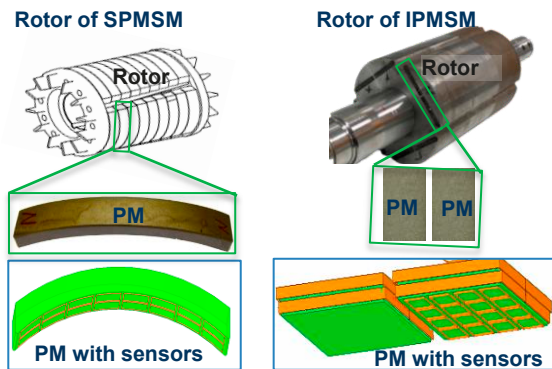 Rotor of SPMSM
Rotor of IPMSM
Rotor
Rotor
N
PM
PM
PM
PM with sensors
PM with sensors